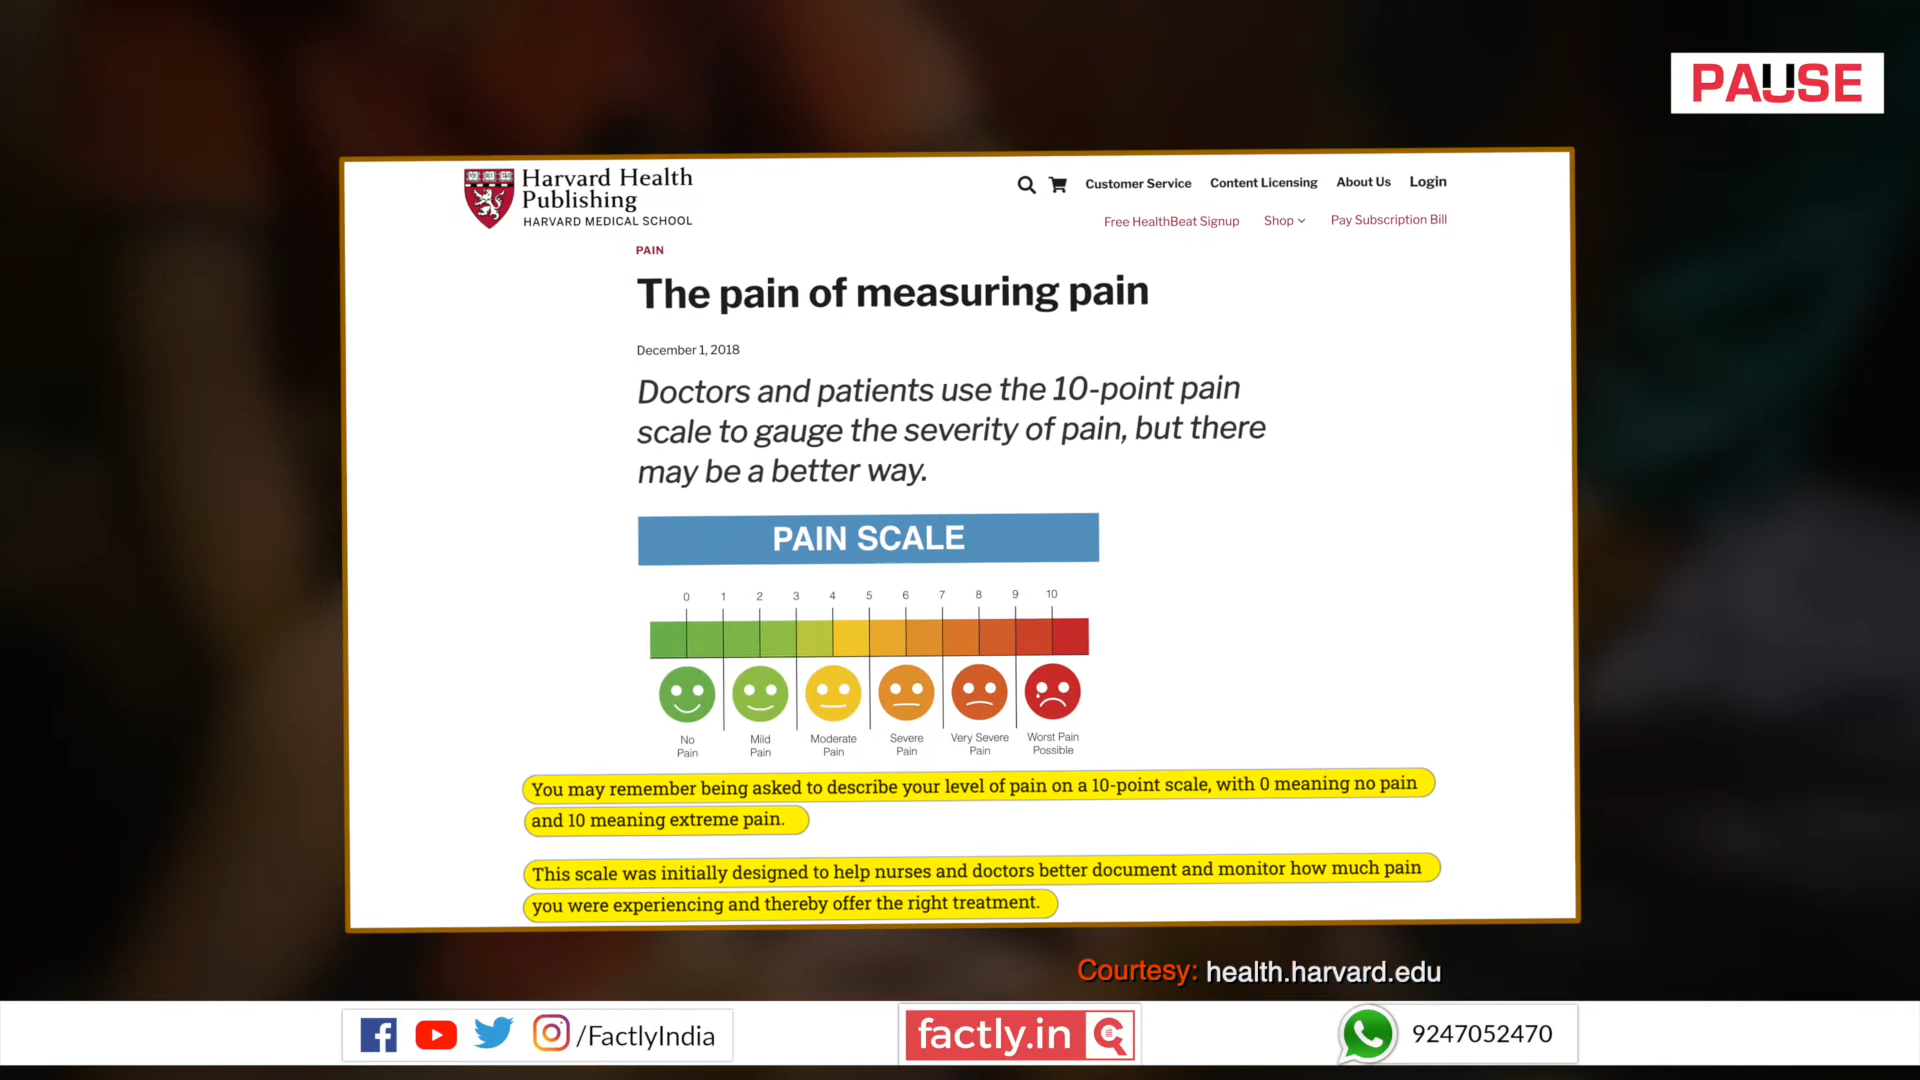 PAUSE
Harvard Health
Publishing
HARVARD MEDICAL SCHOOL
Customer Service Content Licensing About Us Login
Free HealthBeat Signup Shop Pay Subscription Bill
PAIN
The pain of measuring pain
December 1, 2018
Doctors and patients use the 10-point pain
scale to gauge the severity of pain, but there
may be a better way.
PAIN SCALE
0 1 2 3 4 5 6 7 8 9 10
No Pain
Mild Pain
Moderate Pain
Severe Pain
Very Severe Pain
Worst Pain Possible
You may remember being asked to describe your level of pain on a 10-point scale, with 0 meaning no pain
and 10 meaning extreme pain.
This scale was initially designed to help nurses and doctors better document and monitor how much pain
you were experiencing and thereby offer the right treatment.
Courtesy: health.harvard.edu
/FactlyIndia
factly.in
9247052470